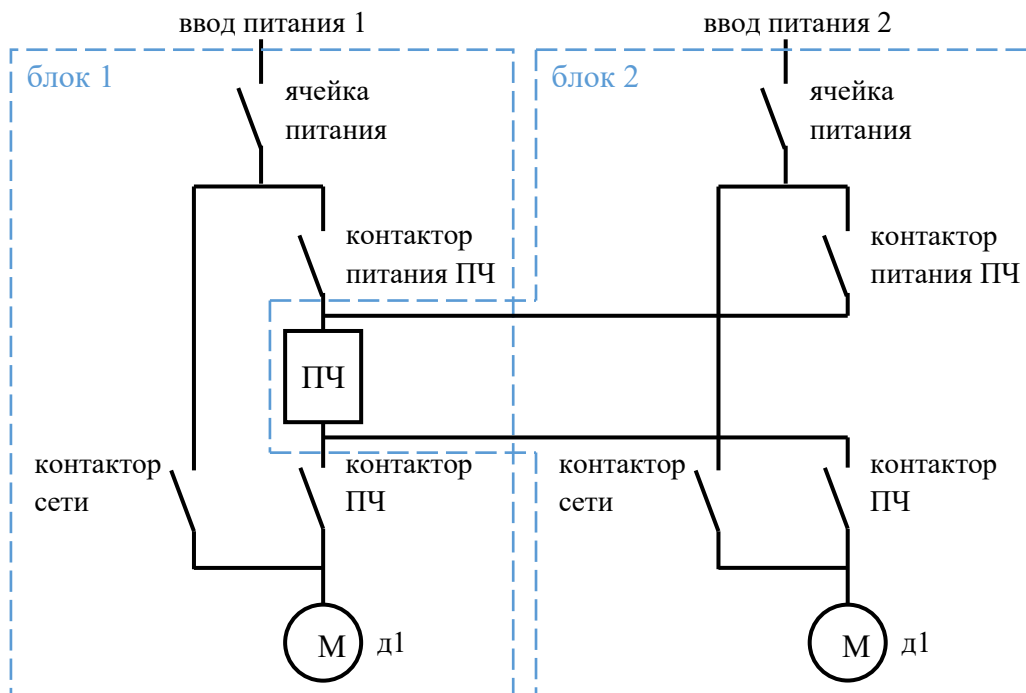 ввод питания 1
ввод питания 2
блок 1
блок 2
ячейка
питания
ячейка
питания
контактор
питания ПЧ
контактор
питания ПЧ
ПЧ
контактор
сети
контактор
ПЧ
контактор
сети
контактор
ПЧ
М
д1
М
д1